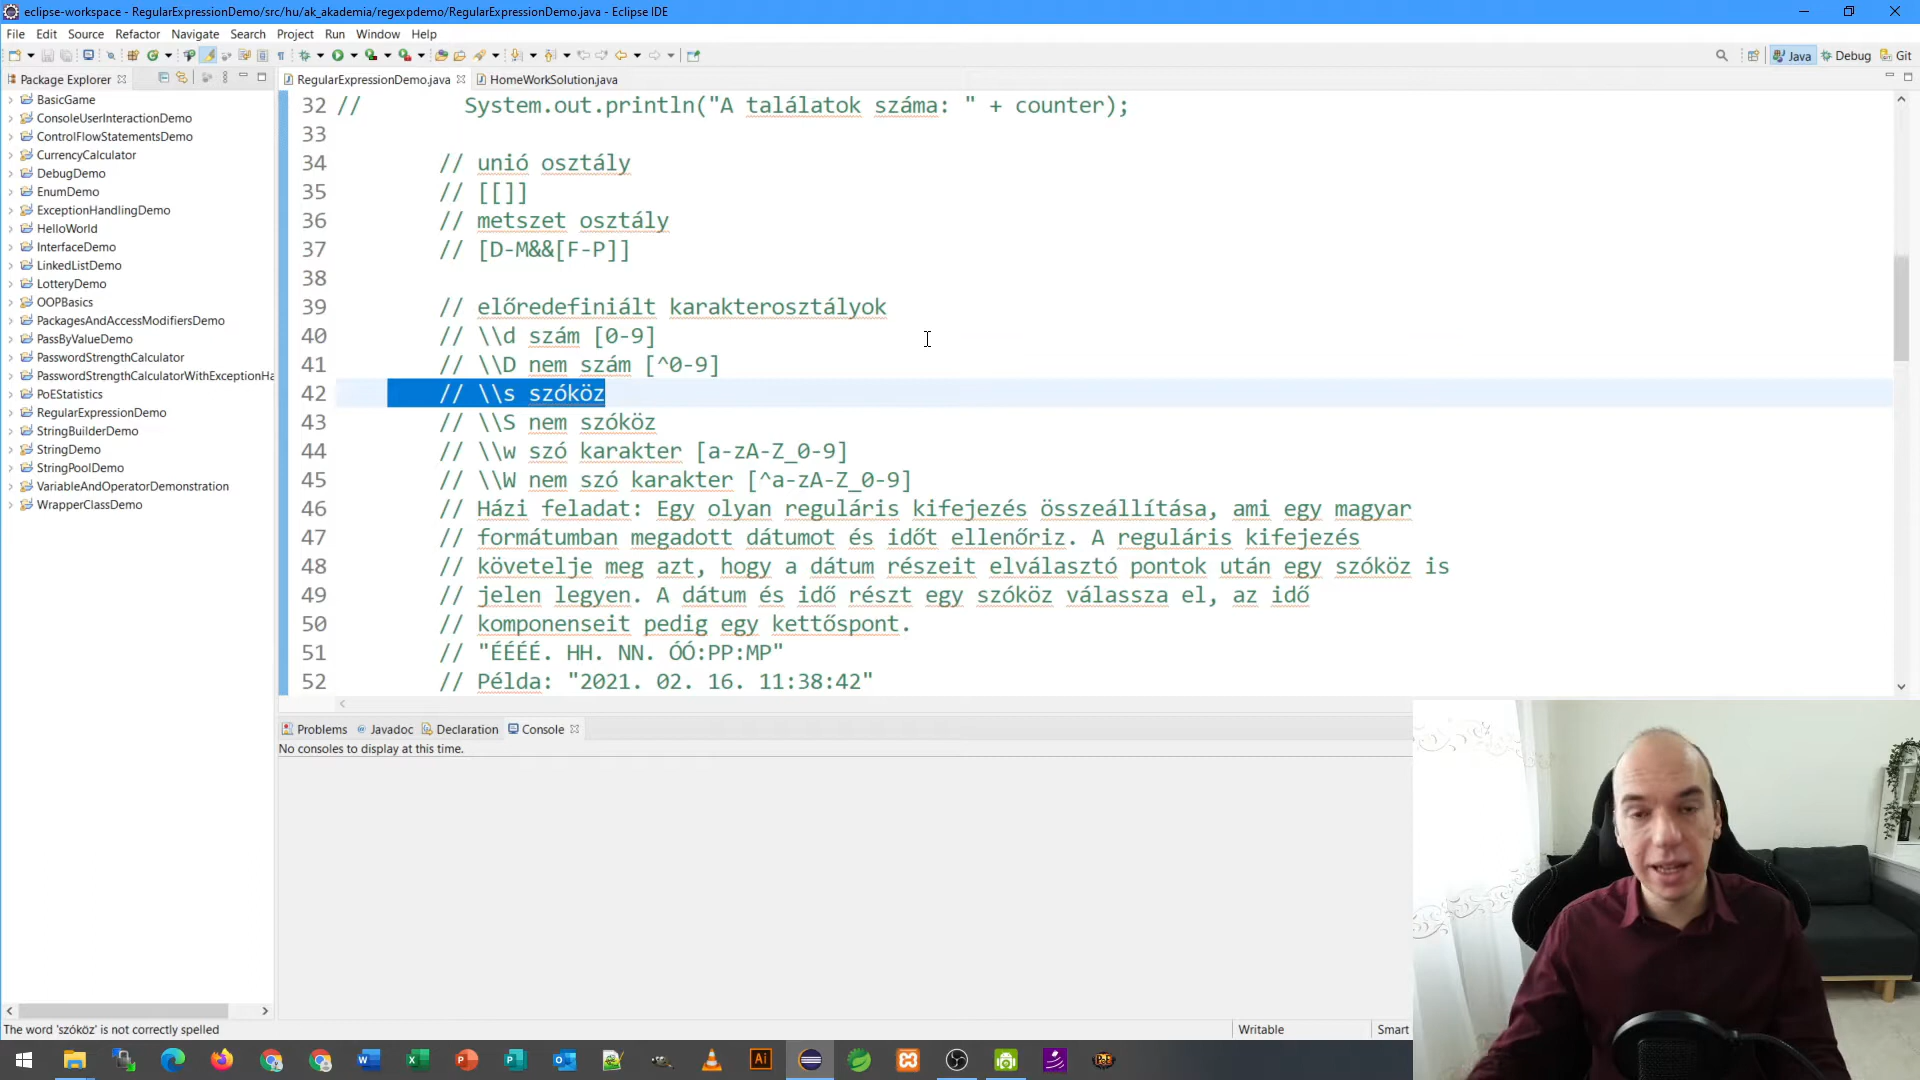 eclipse-workspace - RegularExpressionDemo/src/hu/ak_akademia/regexpdemo/RegularExpressionDemo.java - Eclipse IDE
File Edit Source Refactor Navigate Search Project Run Window Help
Java Debug Git
Package Explorer
RegularExpressionDemo.java HomeWorkSolution.java
BasicGame
ConsoleUserInteractionDemo
ControlFlowStatementsDemo
CurrencyCalculator
DebugDemo
EnumDemo
ExceptionHandlingDemo
HelloWorld
InterfaceDemo
LinkedListDemo
LotteryDemo
OOPBasics
PackagesAndAccessModifiersDemo
PassByValueDemo
PasswordStrengthCalculator
PasswordStrengthCalculatorWithExceptionHa
PoEStatistics
RegularExpressionDemo
StringBuilderDemo
StringDemo
StringPoolDemo
VariableAndOperatorDemonstration
WrapperClassDemo
32 // System.out.println("A találatok száma: " + counter);
33
34 // unió osztály
35 // [[]]
36 // metszet osztály
37 // [D-M&&[F-P]]
38
39 // előredefiniált karakterosztályok
40 // \\d szám [0-9]
41 // \\D nem szám [^0-9]
42 // \\s szóköz
43 // \\S nem szóköz
44 // \\w szó karakter [a-zA-Z_0-9]
45 // \\W nem szó karakter [^a-zA-Z_0-9]
46 // Házi feladat: Egy olyan reguláris kifejezés összeállítása, ami egy magyar
47 // formátumban megadott dátumot és időt ellenőriz. A reguláris kifejezés
48 // követelje meg azt, hogy a dátum részeit elválasztó pontok után egy szóköz is
49 // jelen legyen. A dátum és idő részt egy szóköz válassza el, az idő
50 // komponenseit pedig egy kettőspont.
51 // "ÉÉÉÉ. HH. NN. ÓÓ:PP:MP"
52 // Példa: "2021. 02. 16. 11:38:42"
Problems Javadoc Declaration Console
No consoles to display at this time.
The word 'szóköz' is not correctly spelled
Writable
Smart
Ai